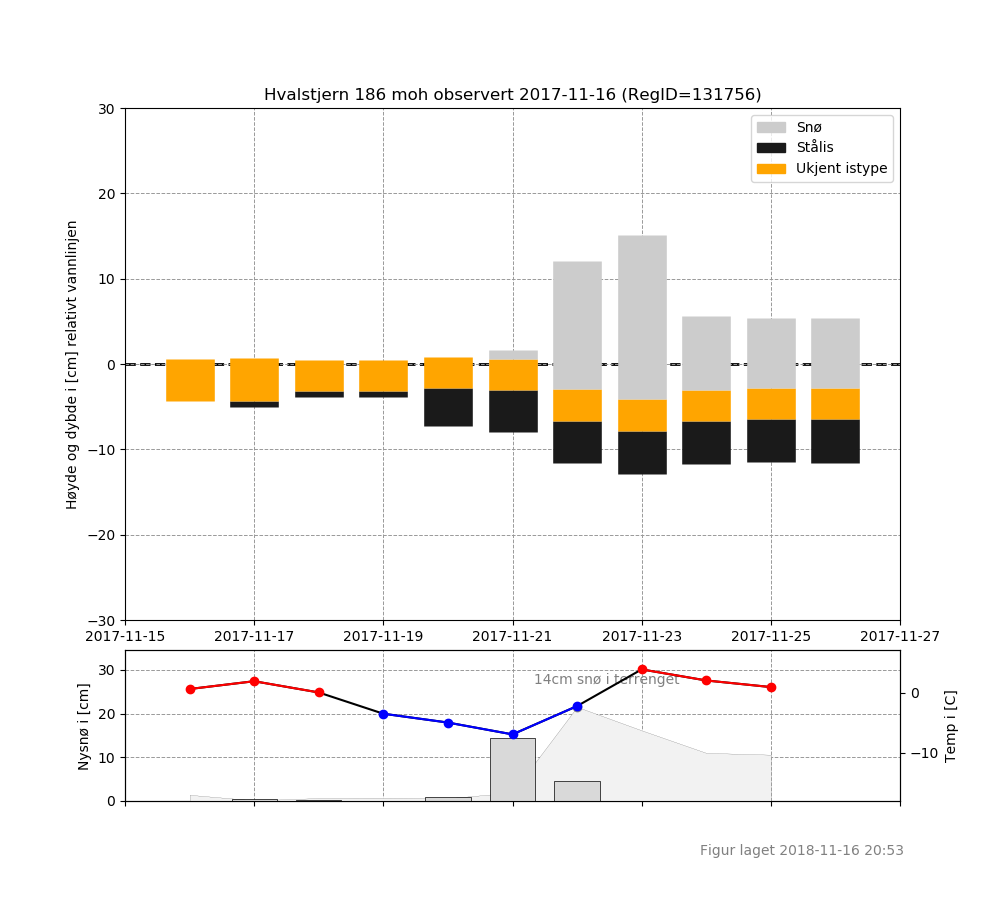 Hvalstjern 186 moh observert 2017-11-16 (RegID=131756)
30
20
10
0
−10
−20
−30
Høyde og dybde i [cm] relativt vannlinjen
Snø
Stålis
Ukjent istype
2017-11-15 2017-11-17 2017-11-19 2017-11-21 2017-11-23 2017-11-25 2017-11-27
30
20
10
0
Nysnø i [cm]
14cm snø i terrenget
0
−10
Temp i [C]
Figur laget 2018-11-16 20:53